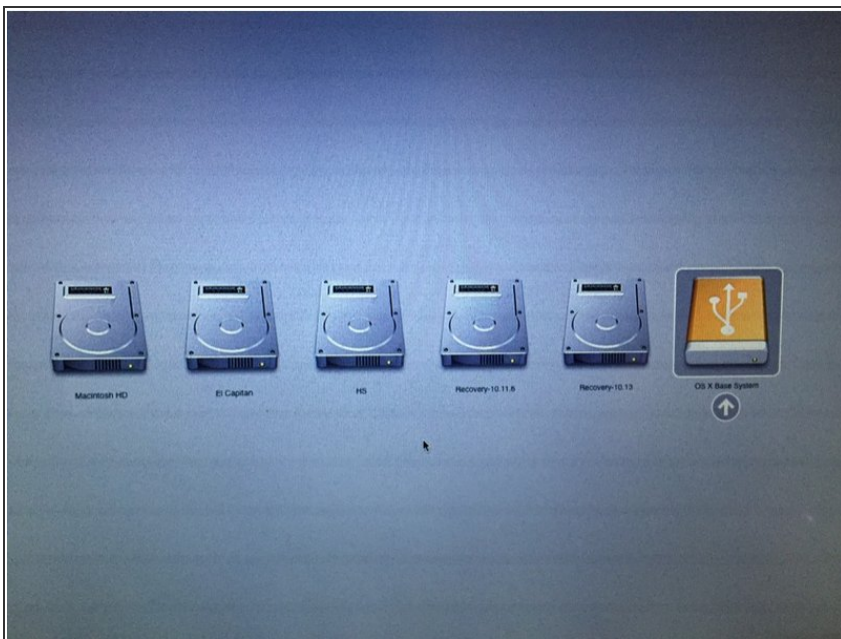 Macintosh HD
El Capitan
HS
Recovery-10.11.6
Recovery-10.13
OS X Base System